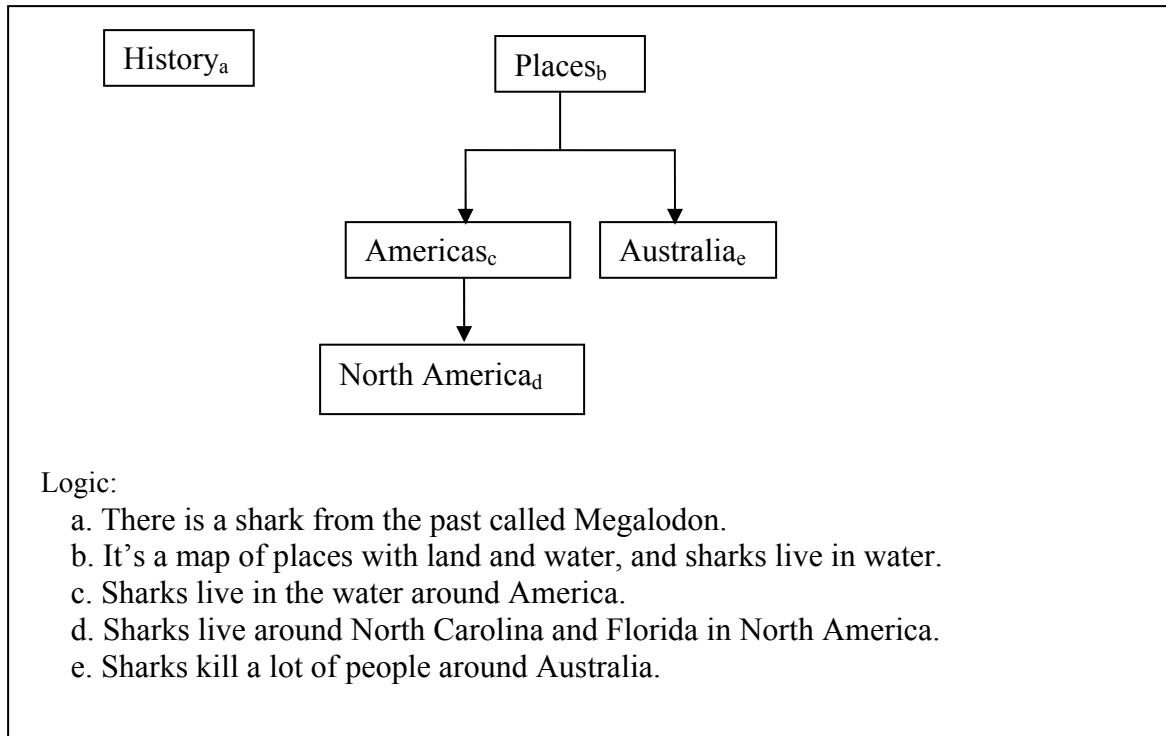 History_a
Places_b
Americas_c
Australia_e
North America_d
Logic:
a. There is a shark from the past called Megalodon.
b. It’s a map of places with land and water, and sharks live in water.
c. Sharks live in the water around America.
d. Sharks live around North Carolina and Florida in North America.
e. Sharks kill a lot of people around Australia.